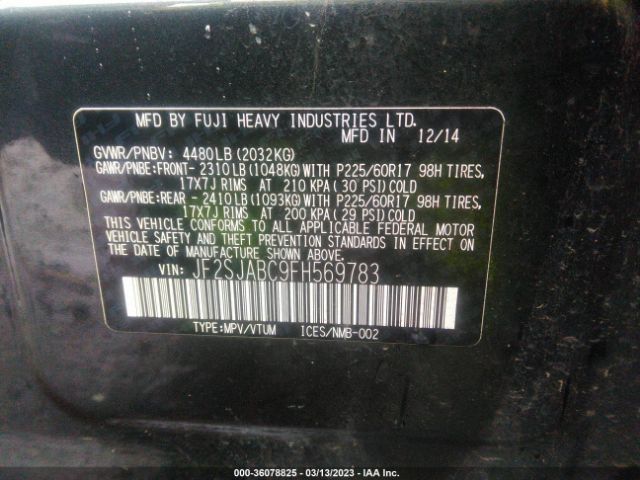 MFD BY FUJI HEAVY INDUSTRIES LTD.
MFD IN 12/14
GVWR/PNBV: 4480LB (2032KG)
GAWR/PNBE:FRONT- 2310 LB (1048KG) WITH P225/60R17 98H TIRES,
17X7J RIMS AT 210 KPA ( 30 PSI) COLD
GAWR/PNBE:REAR - 2410 LB (1093KG) WITH P225/60R17 98H TIRES,
17X7J RIMS AT 200 KPA ( 29 PSI) COLD
THIS VEHICLE CONFORMS TO ALL APPLICABLE FEDERAL MOTOR
VEHICLE SAFETY AND THEFT PREVENTION STANDARDS IN EFFECT ON
THE DATE OF MANUFACTURE SHOWN ABOVE.
VIN: JF2SJABC9FH569783
TYPE:MPV/VTUM ICES/NMB-002
000-36078825 - 03/13/2023 - IAA Inc.